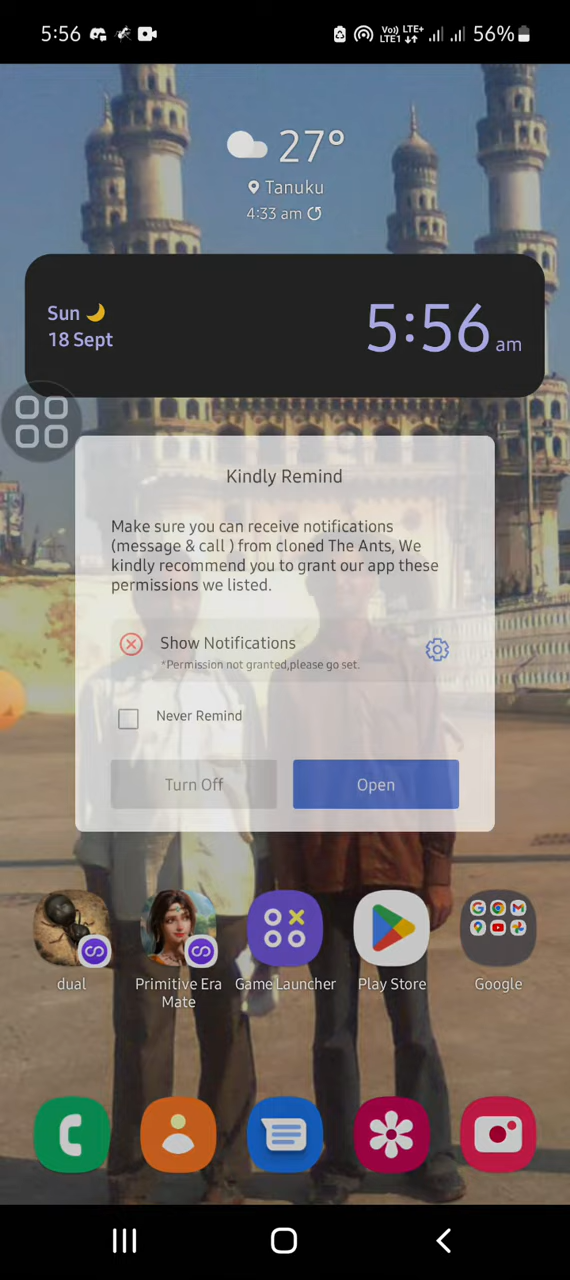 5:56
Vo) LTE+
LTE1
56%
27°
Tanuku
4:33 am
Sun
18 Sept
5:56 am
Kindly Remind
Make sure you can receive notifications
(message & call ) from cloned The Ants, We
kindly recommend you to grant our app these
permissions we listed.
Show Notifications
*Permission not granted,please go set.
Never Remind
Turn Off
Open
dual
Primitive Era
Mate
Game Launcher
Play Store
Google